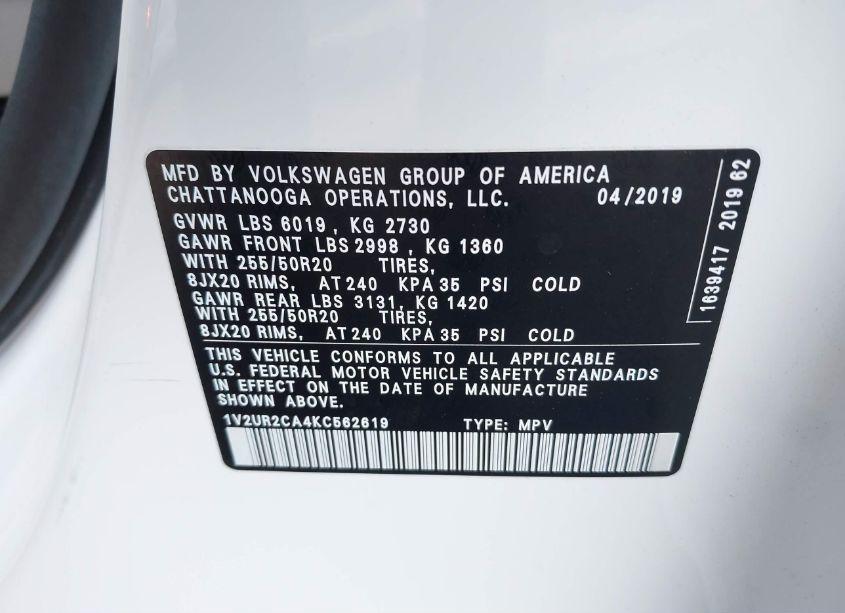 MFD BY VOLKSWAGEN GROUP OF AMERICA
CHATTANOOGA OPERATIONS, LLC. 04/2019
GVWR LBS 6019 , KG 2730
GAWR FRONT LBS 2998 , KG 1360
WITH 255/50R20 TIRES,
8JX20 RIMS, AT 240 KPA 35 PSI COLD
GAWR REAR LBS 3131, KG 1420
WITH 255/50R20 TIRES,
8JX20 RIMS, AT 240 KPA 35 PSI COLD
THIS VEHICLE CONFORMS TO ALL APPLICABLE
U.S. FEDERAL MOTOR VEHICLE SAFETY STANDARDS
IN EFFECT ON THE DATE OF MANUFACTURE
SHOWN ABOVE.
1V2UR2CA4KC562619 TYPE: MPV
1639417 2019 62